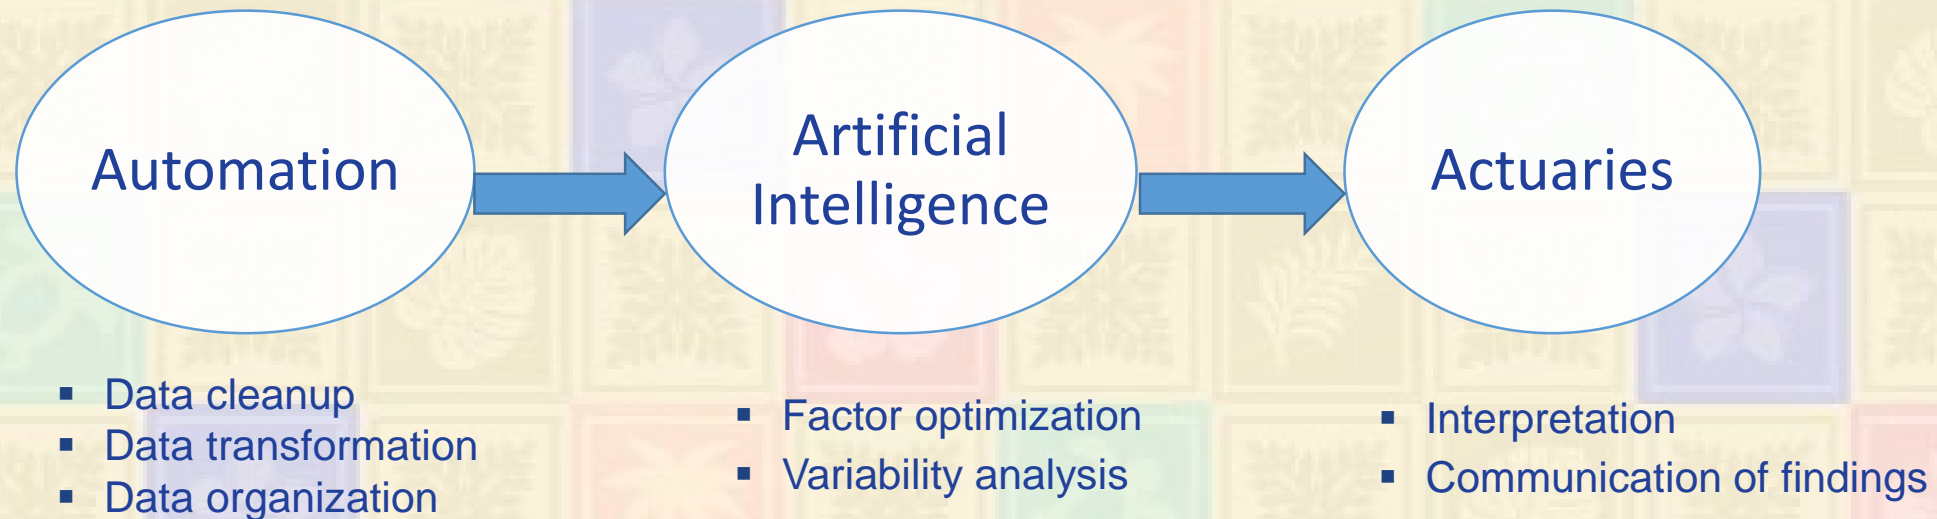 Automation
Artificial
Intelligence
Actuaries
▪ Data cleanup
▪ Data transformation
▪ Data organization
▪ Factor optimization
▪ Variability analysis
▪ Interpretation
▪ Communication of findings